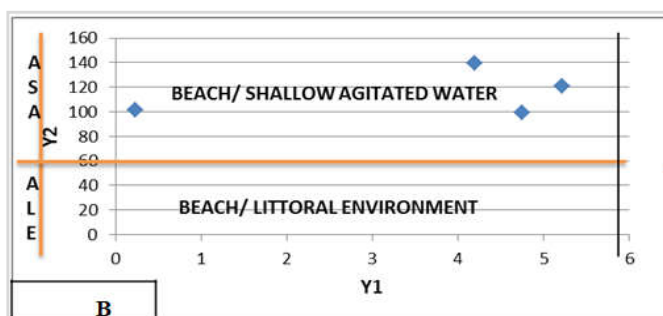 160
140
120
100
80
60
40
20
0
A
S
A
Y2
A
L
E
BEACH/ SHALLOW AGITATED WATER
BEACH/ LITTORAL ENVIRONMENT
0 1 2 3 4 5 6
Y1
B